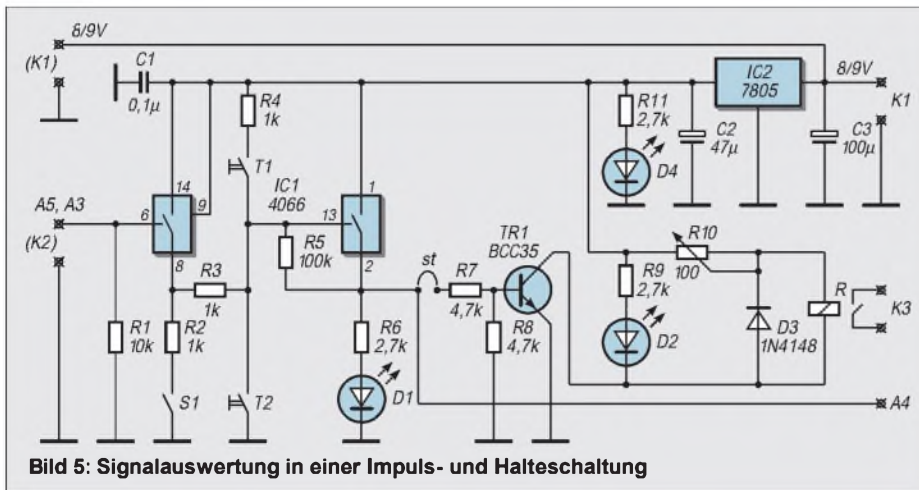 8/9V
(K1)
C1
0,1µ
R4
1k
T1
IC1
4066
14
9
6
8
A5, A3
(K2)
R1
10k
R2
1k
R3
1k
S1
T2
R5
100k
13
1
2
st
R6
2,7k
D1
R7
4,7k
R8
4,7k
TR1
BCC35
R11
2,7k
D4
C2
47µ
IC2
7805
8/9V
K1
C3
100µ
R9
2,7k
D2
R10
100
D3
1N4148
R
K3
A4
Bild 5: Signalauswertung in einer Impuls- und Halteschaltung